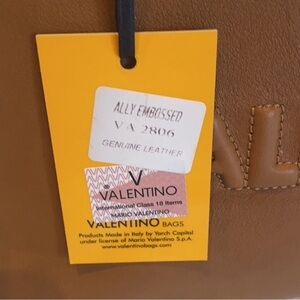 ALLY EMBOSSED
VA 2806
GENUINE LEATHER
V
VALENTINO
International Class 18 Items
MARIO VALENTINO
VALENTINO BAGS
Products Made in Italy by Yarch Capital
under license of Mario Valentino S.p.A.
www.valentinobags.com
AL